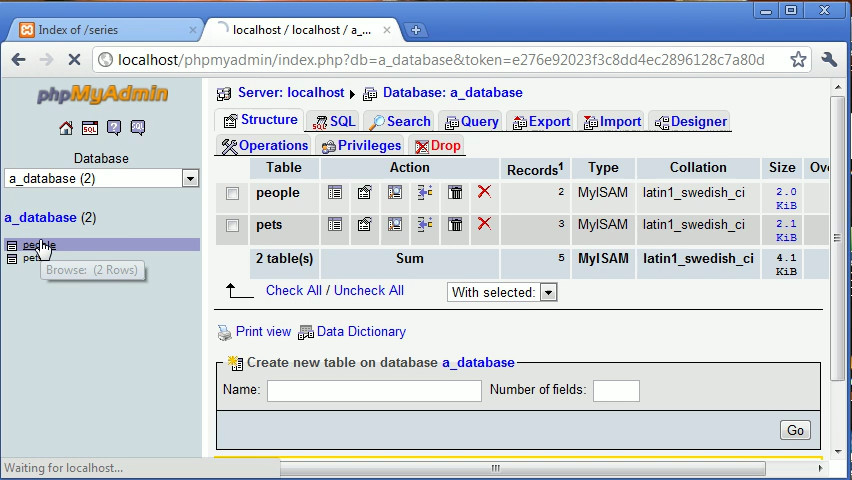 Index of /series
localhost / localhost / a_...
localhost/phpmyadmin/index.php?db=a_database&token=e276e92023f3c8dd4ec2896128c7a80d
phpMyAdmin
SQL
Database
a_database (2)
a_database (2)
people
Browse: (2 Rows)
Server: localhost Database: a_database
Structure SQL Search Query Export Import Designer
Operations Privileges Drop
Table Action Records1 Type Collation Size Ove
people 2 MyISAM latin1_swedish_ci 2.0 KiB
pets 3 MyISAM latin1_swedish_ci 2.1 KiB
2 table(s) Sum 5 MyISAM latin1_swedish_ci 4.1 KiB
Check All / Uncheck All With selected:
Print view Data Dictionary
Create new table on database a_database
Name: Number of fields:
Go
Waiting for localhost...